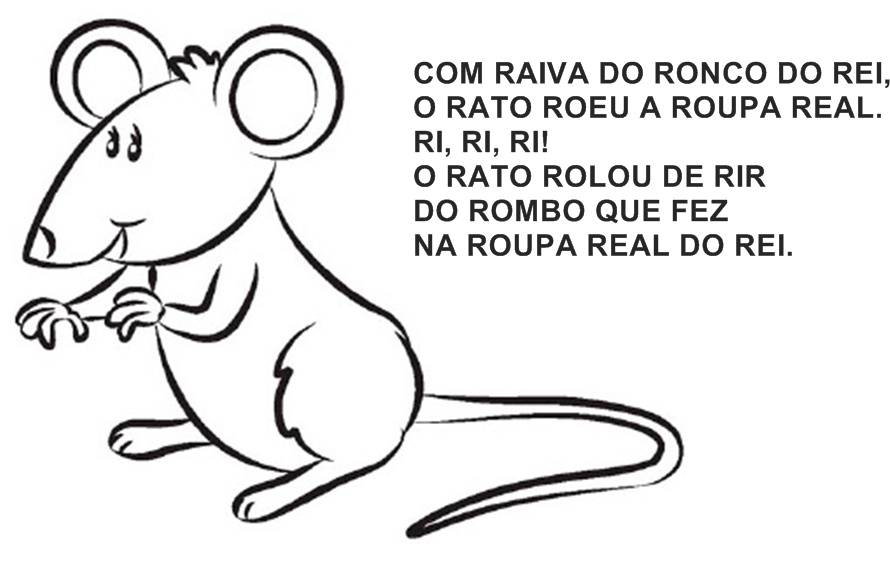 COM RAIVA DO RONCO DO REI,
O RATO ROEU A ROUPA REAL.
RI, RI, RI!
O RATO ROLOU DE RIR
DO ROMBO QUE FEZ
NA ROUPA REAL DO REI.